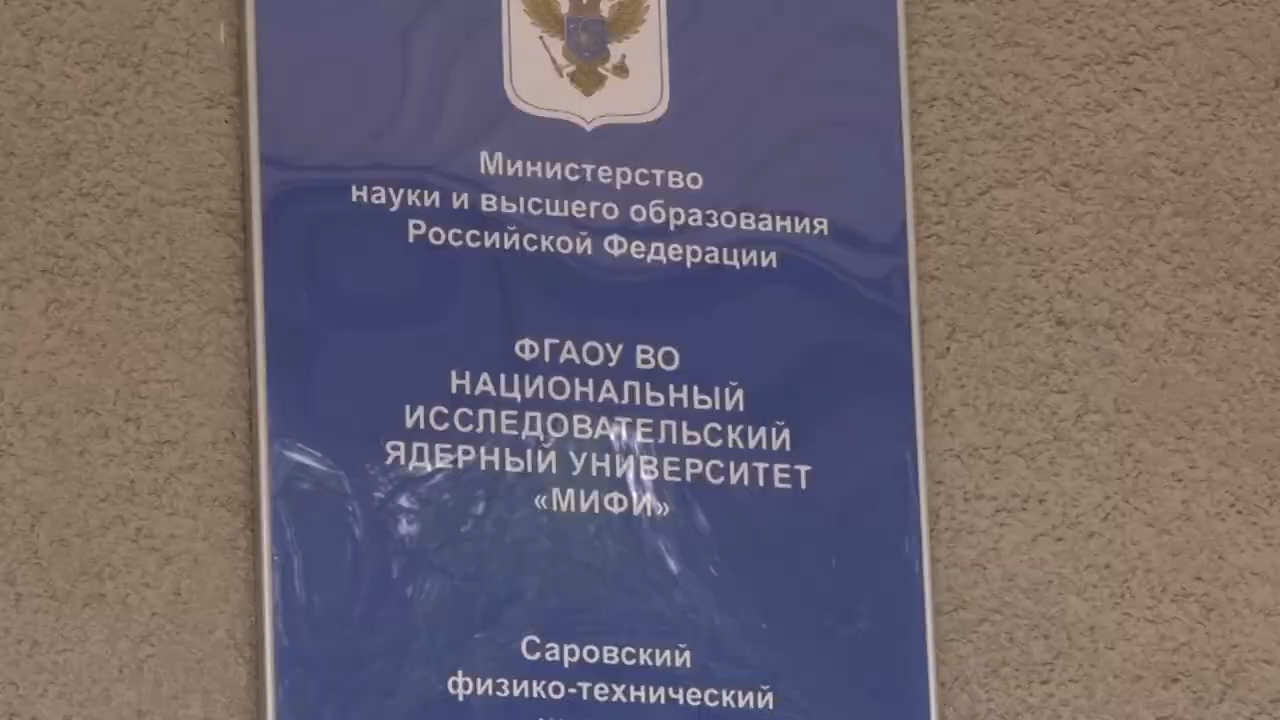 Министерство
науки и высшего образования
Российской Федерации
ФГАОУ ВО
НАЦИОНАЛЬНЫЙ
ИССЛЕДОВАТЕЛЬСКИЙ
ЯДЕРНЫЙ УНИВЕРСИТЕТ
«МИФИ»
Саровский
физико-технический